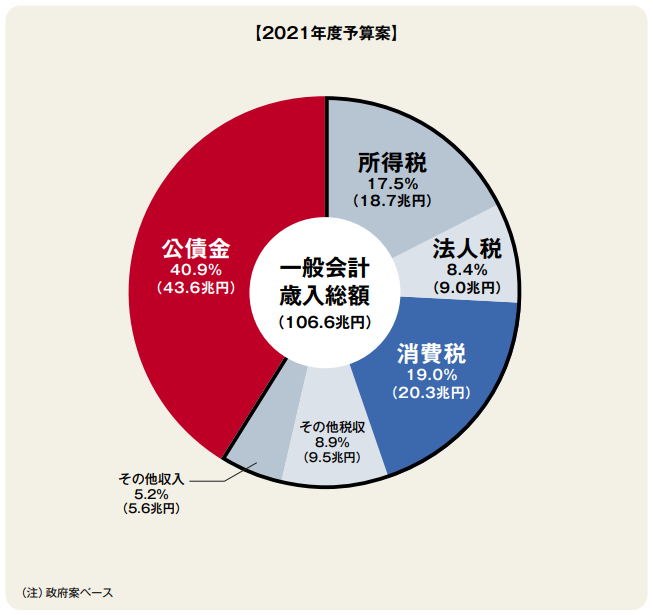 【2021年度予算案】
所得税
17.5%
（18.7兆円）
法人税
8.4%
（9.0兆円）
消費税
19.0%
（20.3兆円）
その他税収
8.9%
（9.5兆円）
その他収入
5.2%
（5.6兆円）
公債金
40.9%
（43.6兆円）
一般会計
歳入総額
（106.6兆円）
（注）政府案ベース